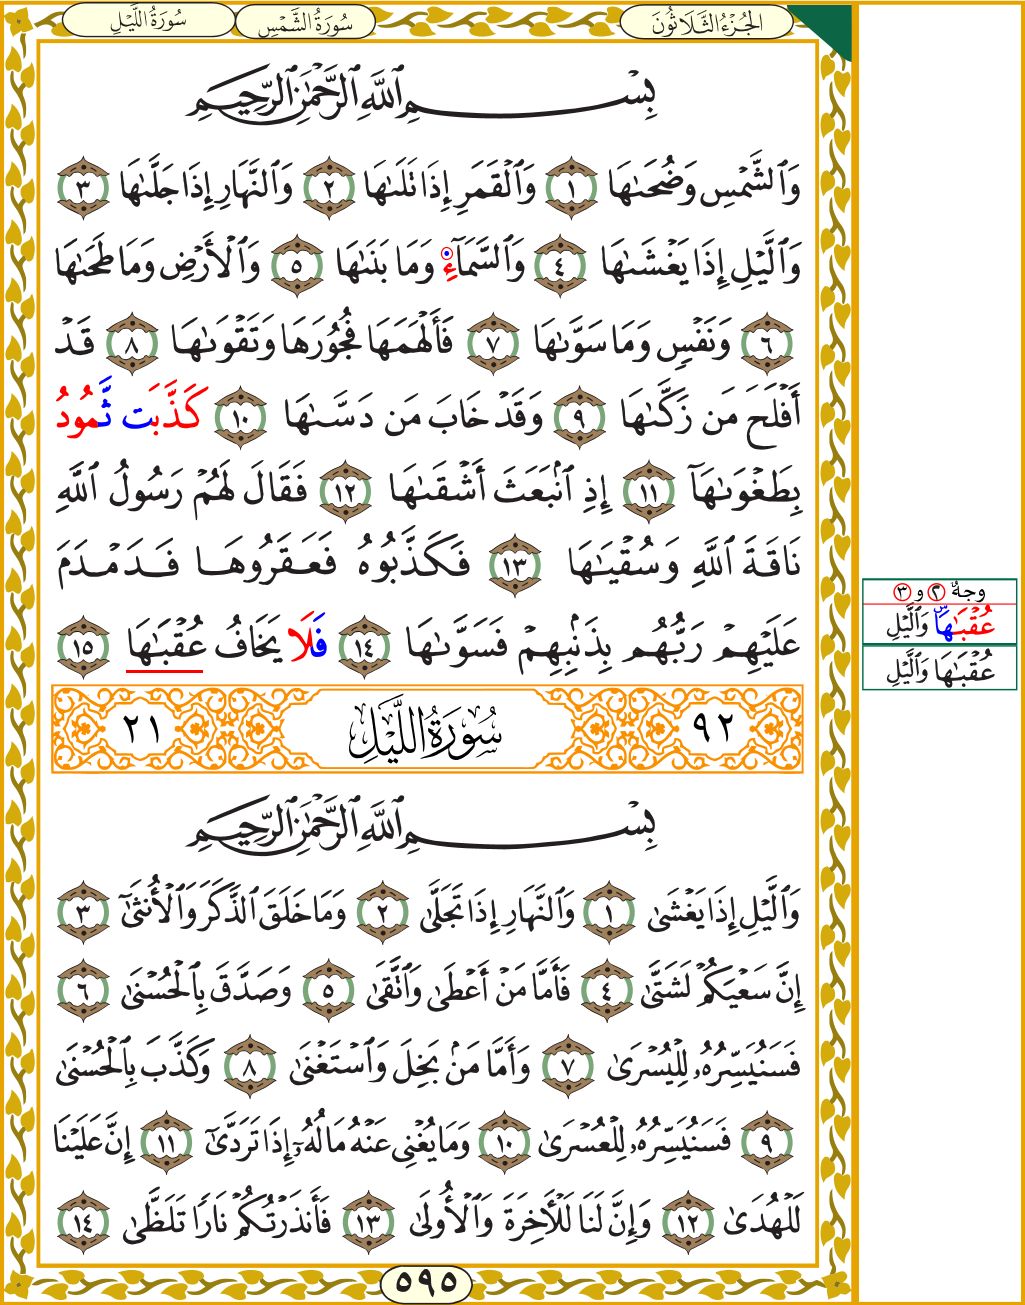 سُورَةُ اللَّيْلِ سُورَةُ الشَّمْسِ الجُزْءُ الثَّلَاثُونَ
بِسْمِ ٱللَّهِ ٱلرَّحْمَٰنِ ٱلرَّحِيمِ
وَٱلشَّمْسِ وَضُحَىٰهَا ١ وَٱلْقَمَرِ إِذَا تَلَىٰهَا ٢ وَٱلنَّهَارِ إِذَا جَلَّىٰهَا ٣
وَٱلَّيْلِ إِذَا يَغْشَىٰهَا ٤ وَٱلسَّمَآءِ وَمَا بَنَىٰهَا ٥ وَٱلْأَرْضِ وَمَا طَحَىٰهَا
٦ وَنَفْسٍ وَمَا سَوَّىٰهَا ٧ فَأَلْهَمَهَا فُجُورَهَا وَتَقْوَىٰهَا ٨ قَدْ
أَفْلَحَ مَن زَكَّىٰهَا ٩ وَقَدْ خَابَ مَن دَسَّىٰهَا ١٠ كَذَّبَت ثَّمُودُ
بِطَغْوَىٰهَآ ١١ إِذِ ٱنۢبَعَثَ أَشْقَىٰهَا ١٢ فَقَالَ لَهُمْ رَسُولُ ٱللَّهِ
نَاقَةَ ٱللَّهِ وَسُقْيَٰهَا ١٣ فَكَذَّبُوهُ فَعَقَرُوهَا فَدَمْدَمَ
عَلَيْهِمْ رَبُّهُم بِذَنۢبِهِمْ فَسَوَّىٰهَا ١٤ فَلَا يَخَافُ عُقْبَٰهَا ١٥
وجهٌ ٢ و ٣
عُقْبَٰهَاس وَٱلَّيْلِ
عُقْبَٰهَا وَٱلَّيْلِ
٩٢ سُورَةُ اللَّيْلِ ٢١
بِسْمِ ٱللَّهِ ٱلرَّحْمَٰنِ ٱلرَّحِيمِ
وَٱلَّيْلِ إِذَا يَغْشَىٰ ١ وَٱلنَّهَارِ إِذَا تَجَلَّىٰ ٢ وَمَا خَلَقَ ٱلذَّكَرَ وَٱلْأُنثَىٰٓ ٣
إِنَّ سَعْيَكُمْ لَشَتَّىٰ ٤ فَأَمَّا مَنْ أَعْطَىٰ وَٱتَّقَىٰ ٥ وَصَدَّقَ بِٱلْحُسْنَىٰ ٦
فَسَنُيَسِّرُهُۥ لِلْيُسْرَىٰ ٧ وَأَمَّا مَنۢ بَخِلَ وَٱسْتَغْنَىٰ ٨ وَكَذَّبَ بِٱلْحُسْنَىٰ
٩ فَسَنُيَسِّرُهُۥ لِلْعُسْرَىٰ ١٠ وَمَا يُغْنِى عَنْهُ مَالُهُۥٓ إِذَا تَرَدَّىٰٓ ١١ إِنَّ عَلَيْنَا
لَلْهُدَىٰ ١٢ وَإِنَّ لَنَا لَلْأَخِرَةَ وَٱلْأُولَىٰ ١٣ فَأَنذَرْتُكُمْ نَارًا تَلَظَّىٰ ١٤
٥٩٥